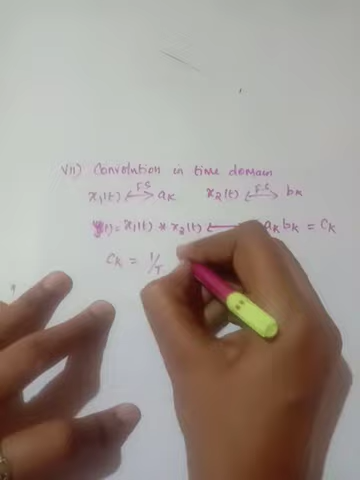 VII) Convolution in time domain
x₁(t) ←F.S→ aₖ x₂(t) ←F.S→ bₖ
y(t) = x₁(t) * x₂(t) ← aₖ bₖ = Cₖ
Cₖ = 1/T